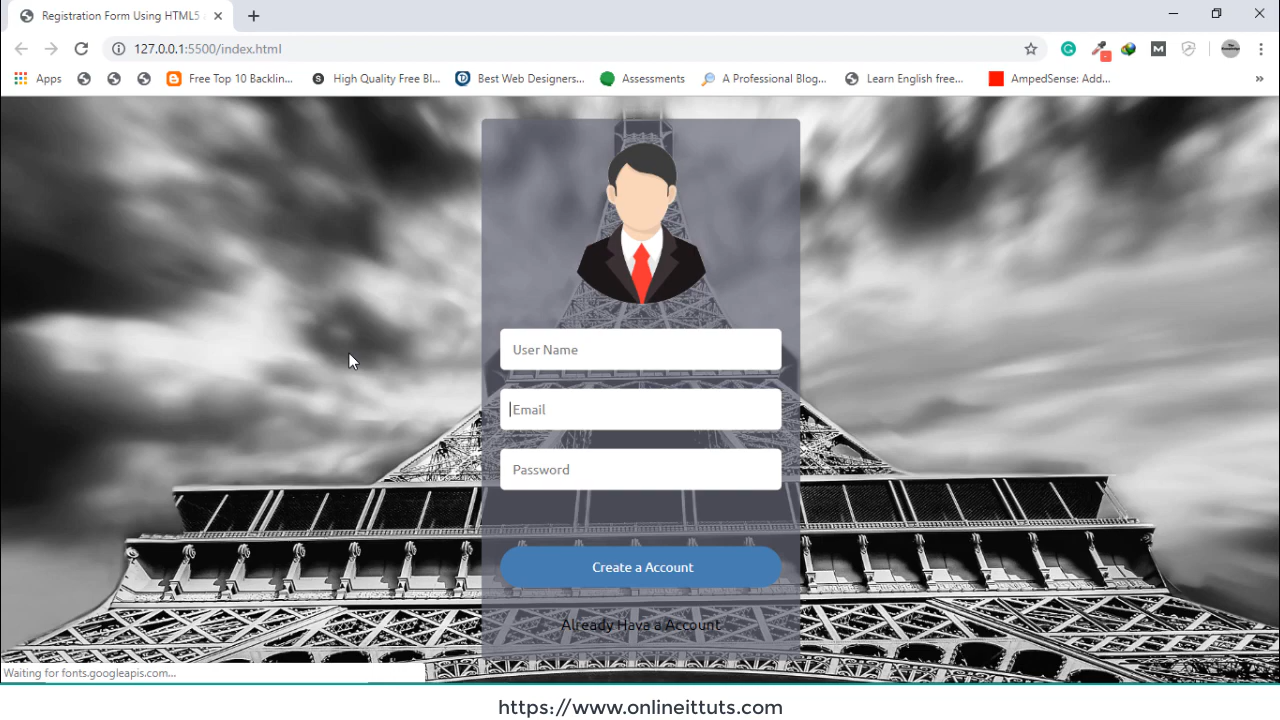 Registration Form Using HTML5
127.0.0.1:5500/index.html
Apps
Free Top 10 Backlin...
High Quality Free Bl...
Best Web Designers...
Assessments
A Professional Blog...
Learn English free...
AmpedSense: Add...
»
User Name
Email
Password
Create a Account
Already Hava a Account
Waiting for fonts.googleapis.com...
https://www.onlineittuts.com